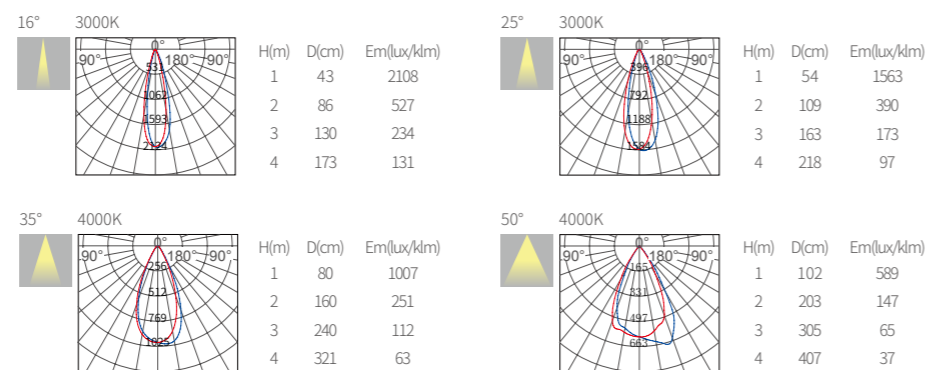 16° 3000K
0°
90° 180° 90°
531
1062
1593
2124
H(m) D(cm) Em(lux/klm)
1 43 2108
2 86 527
3 130 234
4 173 131
25° 3000K
0°
90° 180° 90°
396
792
1188
1584
H(m) D(cm) Em(lux/klm)
1 54 1563
2 109 390
3 163 173
4 218 97
35° 4000K
0°
90° 180° 90°
256
512
769
1025
H(m) D(cm) Em(lux/klm)
1 80 1007
2 160 251
3 240 112
4 321 63
50° 4000K
0°
90° 180° 90°
165
331
497
663
H(m) D(cm) Em(lux/klm)
1 102 589
2 203 147
3 305 65
4 407 37